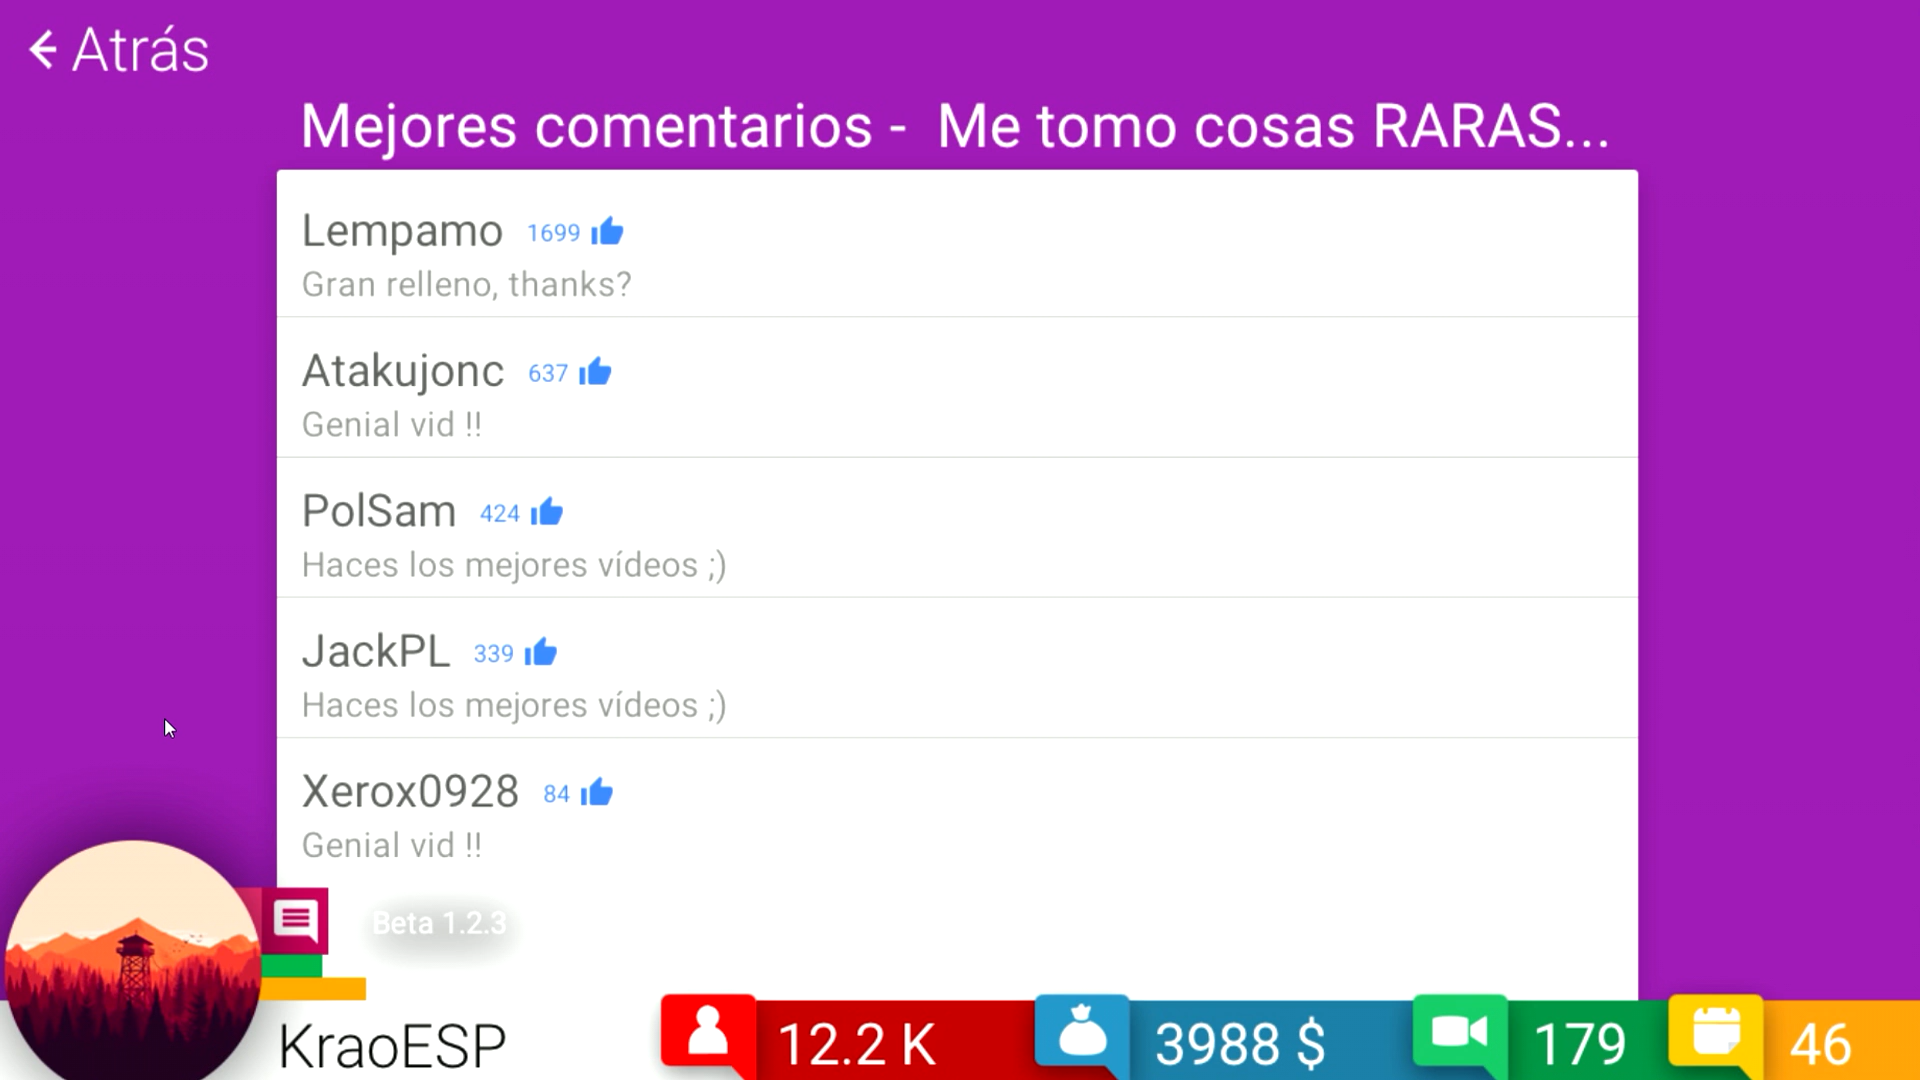 Atrás
Mejores comentarios - Me tomo cosas RARAS...
Lempamo 1699
Gran relleno, thanks?
Atakujonc 637
Genial vid !!
PolSam 424
Haces los mejores vídeos ;)
JackPL 339
Haces los mejores vídeos ;)
Xerox0928 84
Genial vid !!
Beta 1.2.3
KraoESP 12.2 K 3988 $ 179 46